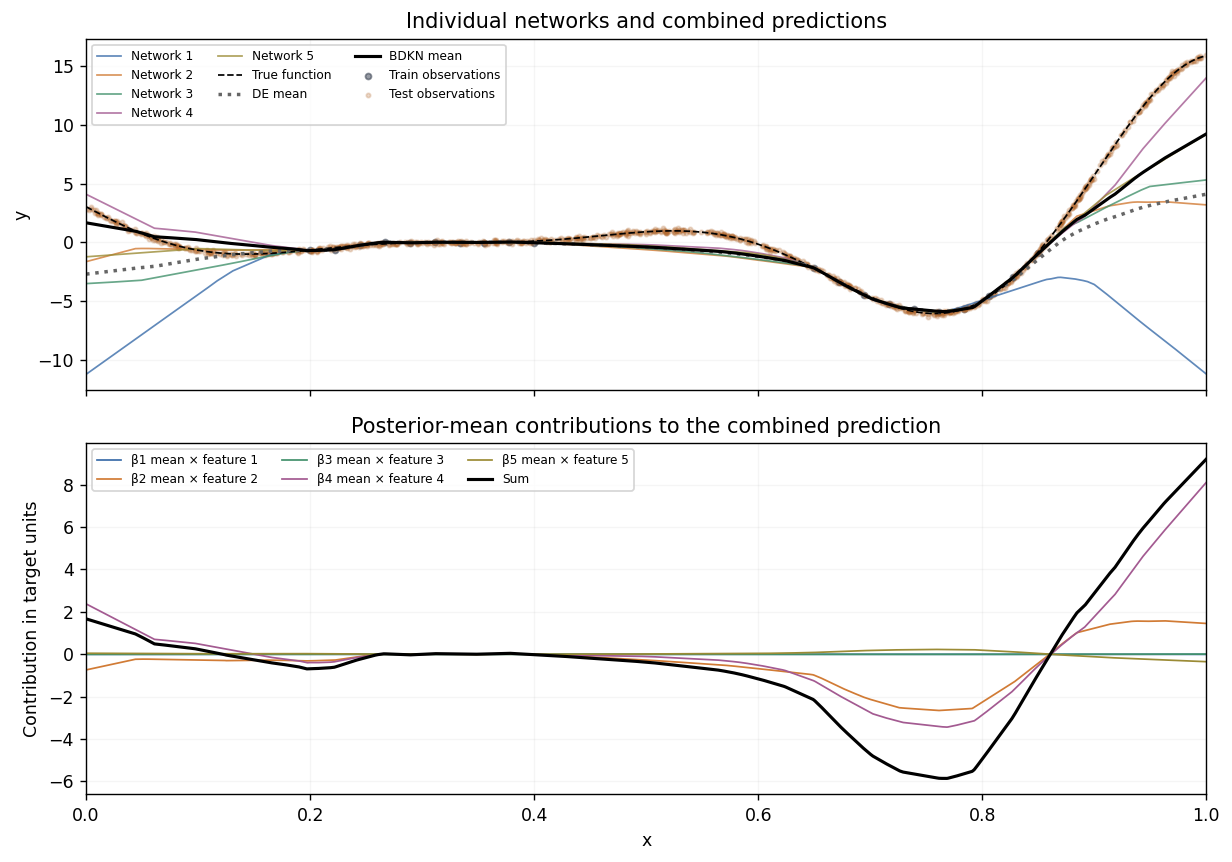 Individual networks and combined predictions
Network 1
Network 2
Network 3
Network 4
Network 5
True function
DE mean
BDKN mean
Train observations
Test observations
15
10
5
0
−5
−10
y
Posterior-mean contributions to the combined prediction
β1 mean × feature 1
β2 mean × feature 2
β3 mean × feature 3
β4 mean × feature 4
β5 mean × feature 5
Sum
8
6
4
2
0
−2
−4
−6
Contribution in target units
0.0 0.2 0.4 0.6 0.8 1.0
x